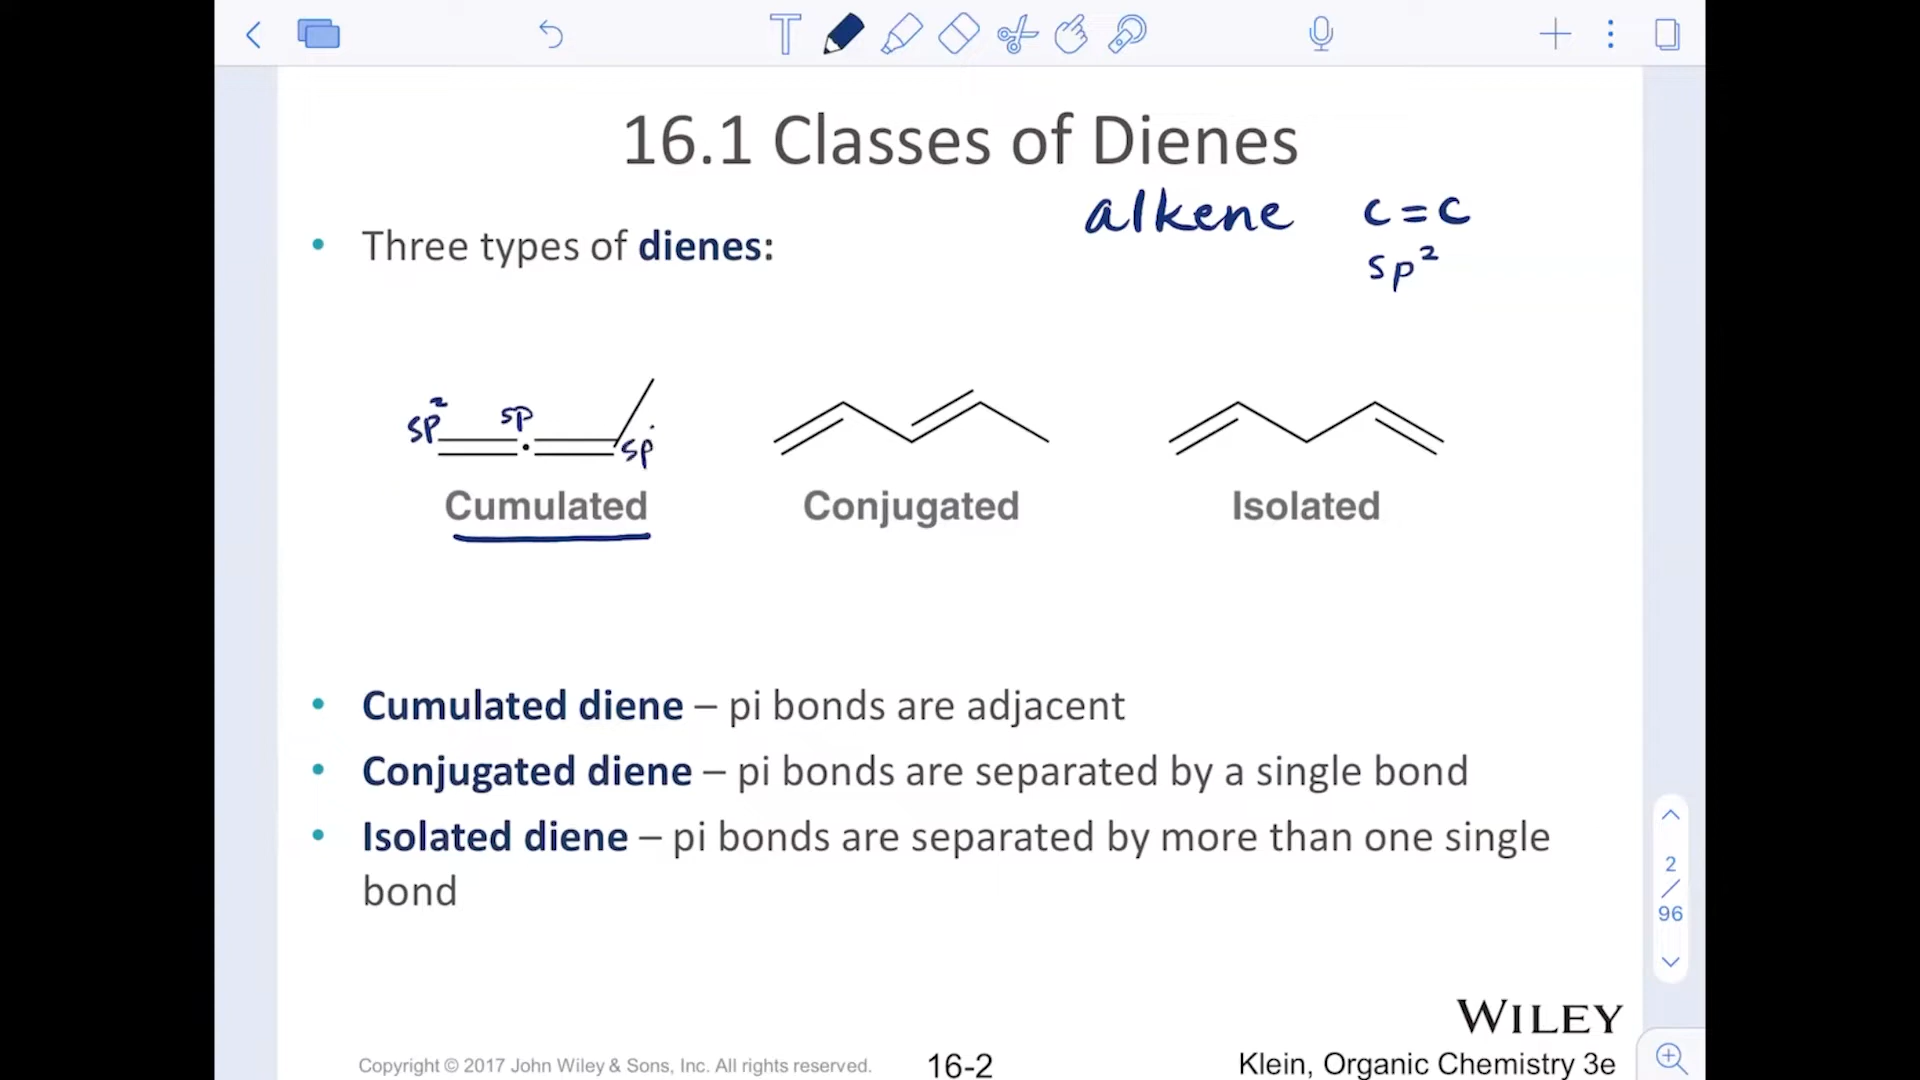 16.1 Classes of Dienes
alkene C=C
sp²
• Three types of dienes:
sp² sp sp
Cumulated Conjugated Isolated
• Cumulated diene – pi bonds are adjacent
• Conjugated diene – pi bonds are separated by a single bond
• Isolated diene – pi bonds are separated by more than one single
bond
2
/
96
WILEY
Copyright © 2017 John Wiley & Sons, Inc. All rights reserved. 16-2 Klein, Organic Chemistry 3e